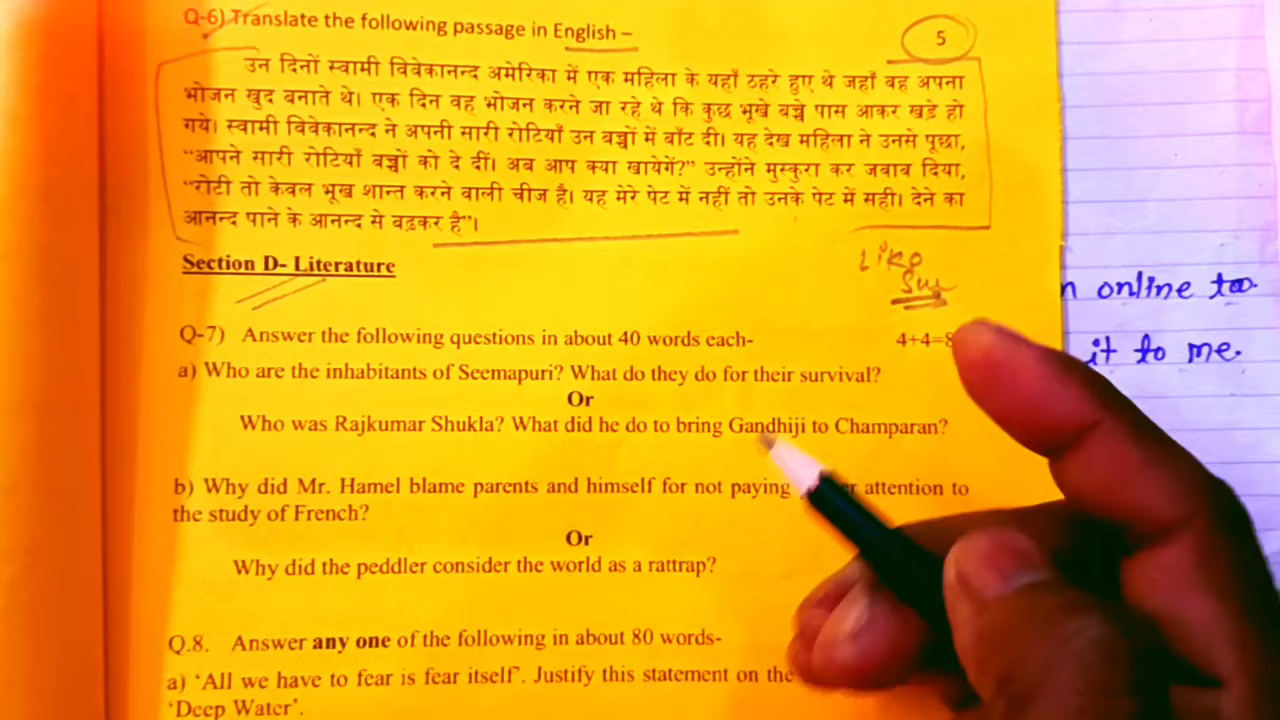 Q-6) Translate the following passage in English –
5
उन दिनों स्वामी विवेकानन्द अमेरिका में एक महिला के यहाँ ठहरे हुए थे जहाँ वह अपना
भोजन खुद बनाते थे। एक दिन वह भोजन करने जा रहे थे कि कुछ भूखे बच्चे पास आकर खड़े हो
गये। स्वामी विवेकानन्द ने अपनी सारी रोटियाँ उन बच्चों में बाँट दी। यह देख महिला ने उनसे पूछा,
“आपने सारी रोटियाँ बच्चों को दे दीं। अब आप क्या खायेगें?” उन्होंने मुस्कुरा कर जवाब दिया,
“रोटी तो केवल भूख शान्त करने वाली चीज है। यह मेरे पेट में नहीं तो उनके पेट में सही। देने का
आनन्द पाने के आनन्द से बढ़कर है”।
Section D- Literature
Like
n online to
Q-7) Answer the following questions in about 40 words each-
4+4=8
it to me.
a) Who are the inhabitants of Seemapuri? What do they do for their survival?
Or
Who was Rajkumar Shukla? What did he do to bring Gandhiji to Champaran?
b) Why did Mr. Hamel blame parents and himself for not paying attention to
the study of French?
Or
Why did the peddler consider the world as a rattrap?
Q.8. Answer any one of the following in about 80 words-
a) ‘All we have to fear is fear itself’. Justify this statement on the
‘Deep Water’.